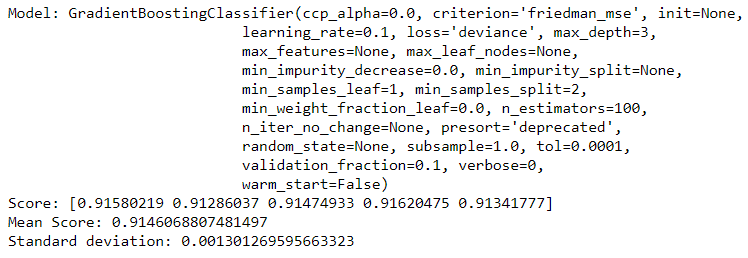 Model: GradientBoostingClassifier(ccp_alpha=0.0, criterion='friedman_mse', init=None,
learning_rate=0.1, loss='deviance', max_depth=3,
max_features=None, max_leaf_nodes=None,
min_impurity_decrease=0.0, min_impurity_split=None,
min_samples_leaf=1, min_samples_split=2,
min_weight_fraction_leaf=0.0, n_estimators=100,
n_iter_no_change=None, presort='deprecated',
random_state=None, subsample=1.0, tol=0.0001,
validation_fraction=0.1, verbose=0,
warm_start=False)
Score: [0.91580219 0.91286037 0.91474933 0.91620475 0.91341777]
Mean Score: 0.9146068807481497
Standard deviation: 0.001301269595663323